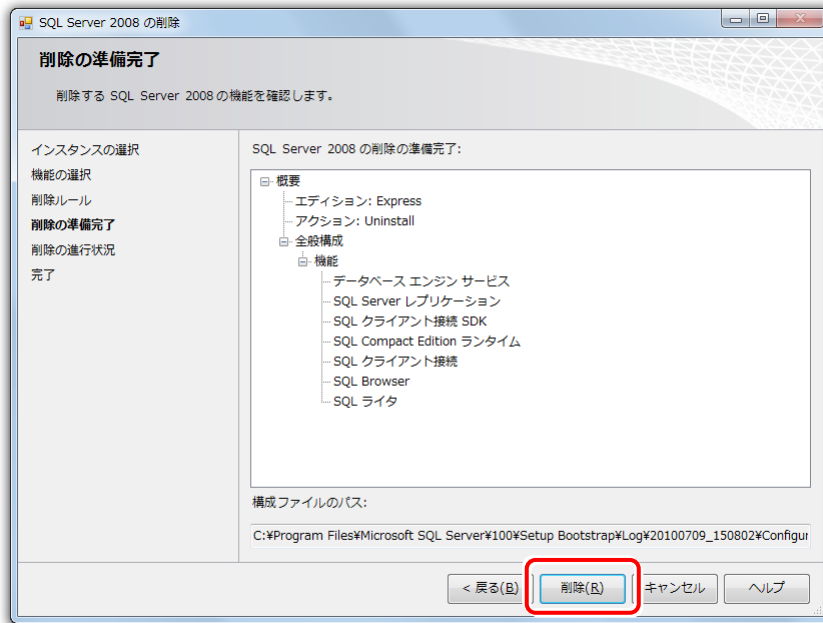 SQL Server 2008 の削除
削除の準備完了
削除する SQL Server 2008 の機能を確認します。
インスタンスの選択
機能の選択
削除ルール
削除の準備完了
削除の進行状況
完了
SQL Server 2008 の削除の準備完了:
概要
エディション: Express
アクション: Uninstall
全般構成
機能
データベース エンジン サービス
SQL Server レプリケーション
SQL クライアント接続 SDK
SQL Compact Edition ランタイム
SQL クライアント接続
SQL Browser
SQL ライタ
構成ファイルのパス:
C:¥Program Files¥Microsoft SQL Server¥100¥Setup Bootstrap¥Log¥20100709_150802¥Configur
< 戻る(B) 削除(R) キャンセル ヘルプ